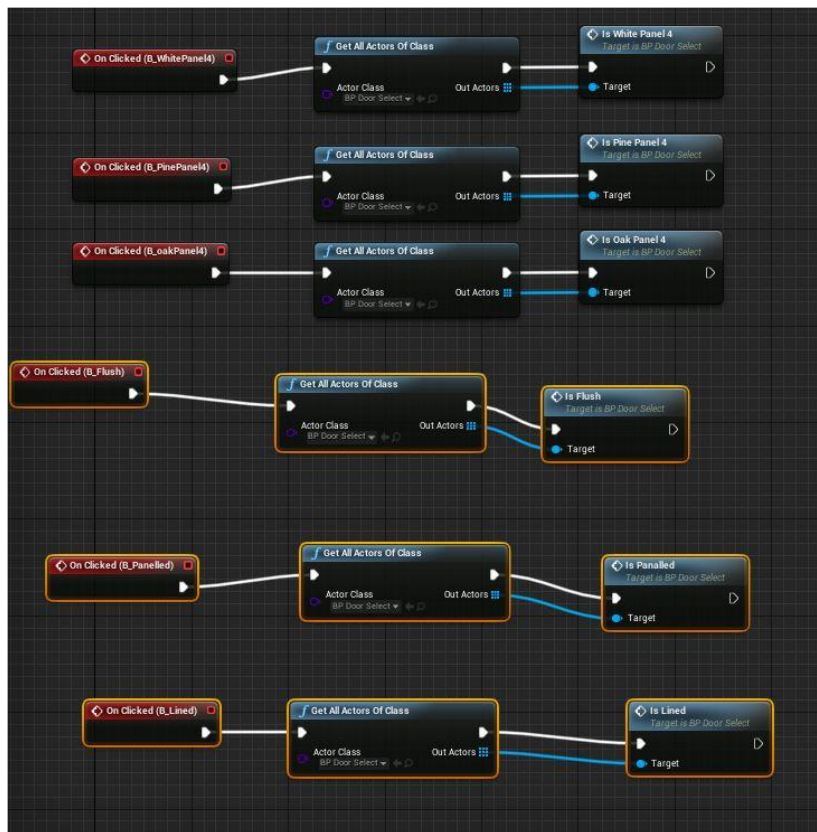 On Clicked (B_WhitePanel4)
Get All Actors Of Class
Actor Class
BP Door Select
Out Actors
Is White Panel 4
Target is BP Door Select
Target
On Clicked (B_PinePanel4)
Get All Actors Of Class
Actor Class
BP Door Select
Out Actors
Is Pine Panel 4
Target is BP Door Select
Target
On Clicked (B_oakPanel4)
Get All Actors Of Class
Actor Class
BP Door Select
Out Actors
Is Oak Panel 4
Target is BP Door Select
Target
On Clicked (B_Flush)
Get All Actors Of Class
Actor Class
BP Door Select
Out Actors
Is Flush
Target is BP Door Select
Target
On Clicked (B_Panelled)
Get All Actors Of Class
Actor Class
BP Door Select
Out Actors
Is Panalled
Target is BP Door Select
Target
On Clicked (B_Lined)
Get All Actors Of Class
Actor Class
BP Door Select
Out Actors
Is Lined
Target is BP Door Select
Target